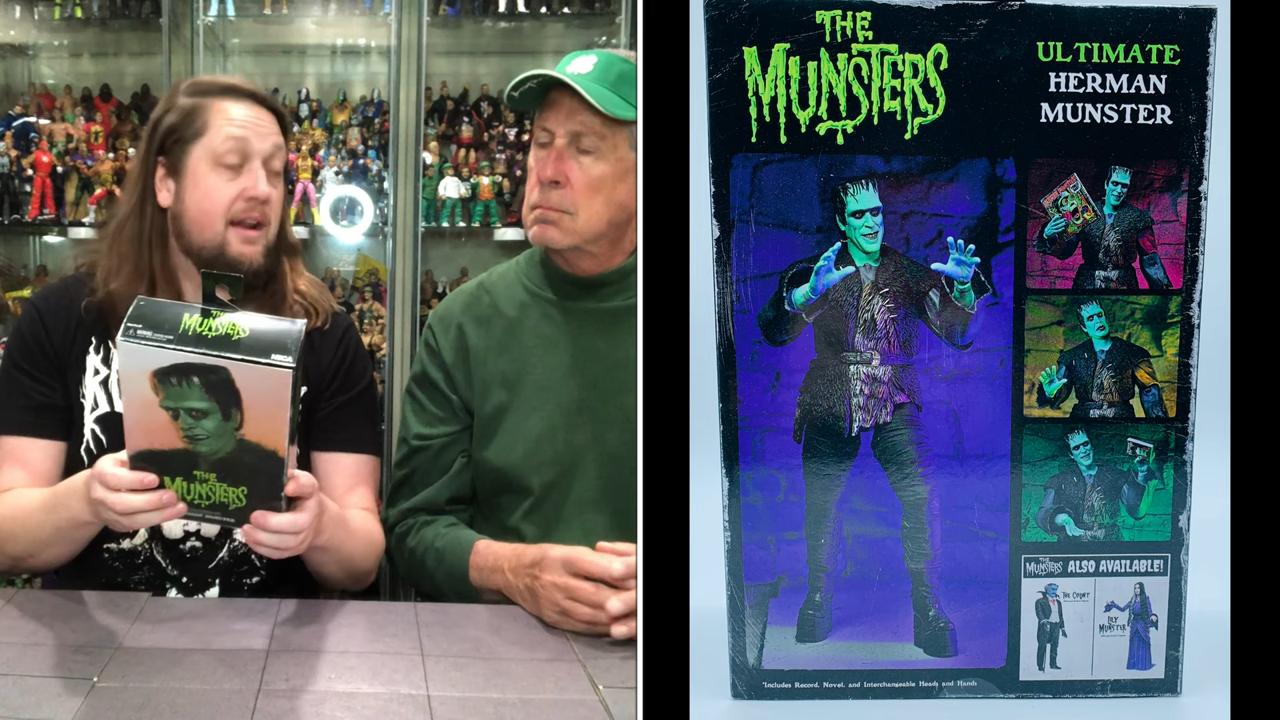 THE
MUNSTERS
NECA
THE
MUNSTERS
THE
MUNSTERS
ULTIMATE
HERMAN
MUNSTER
THE
MUNSTERS
ALSO AVAILABLE!
THE COUNT
LILY
MUNSTER
*Includes Record, Novel, and Interchangeable Heads and Hands